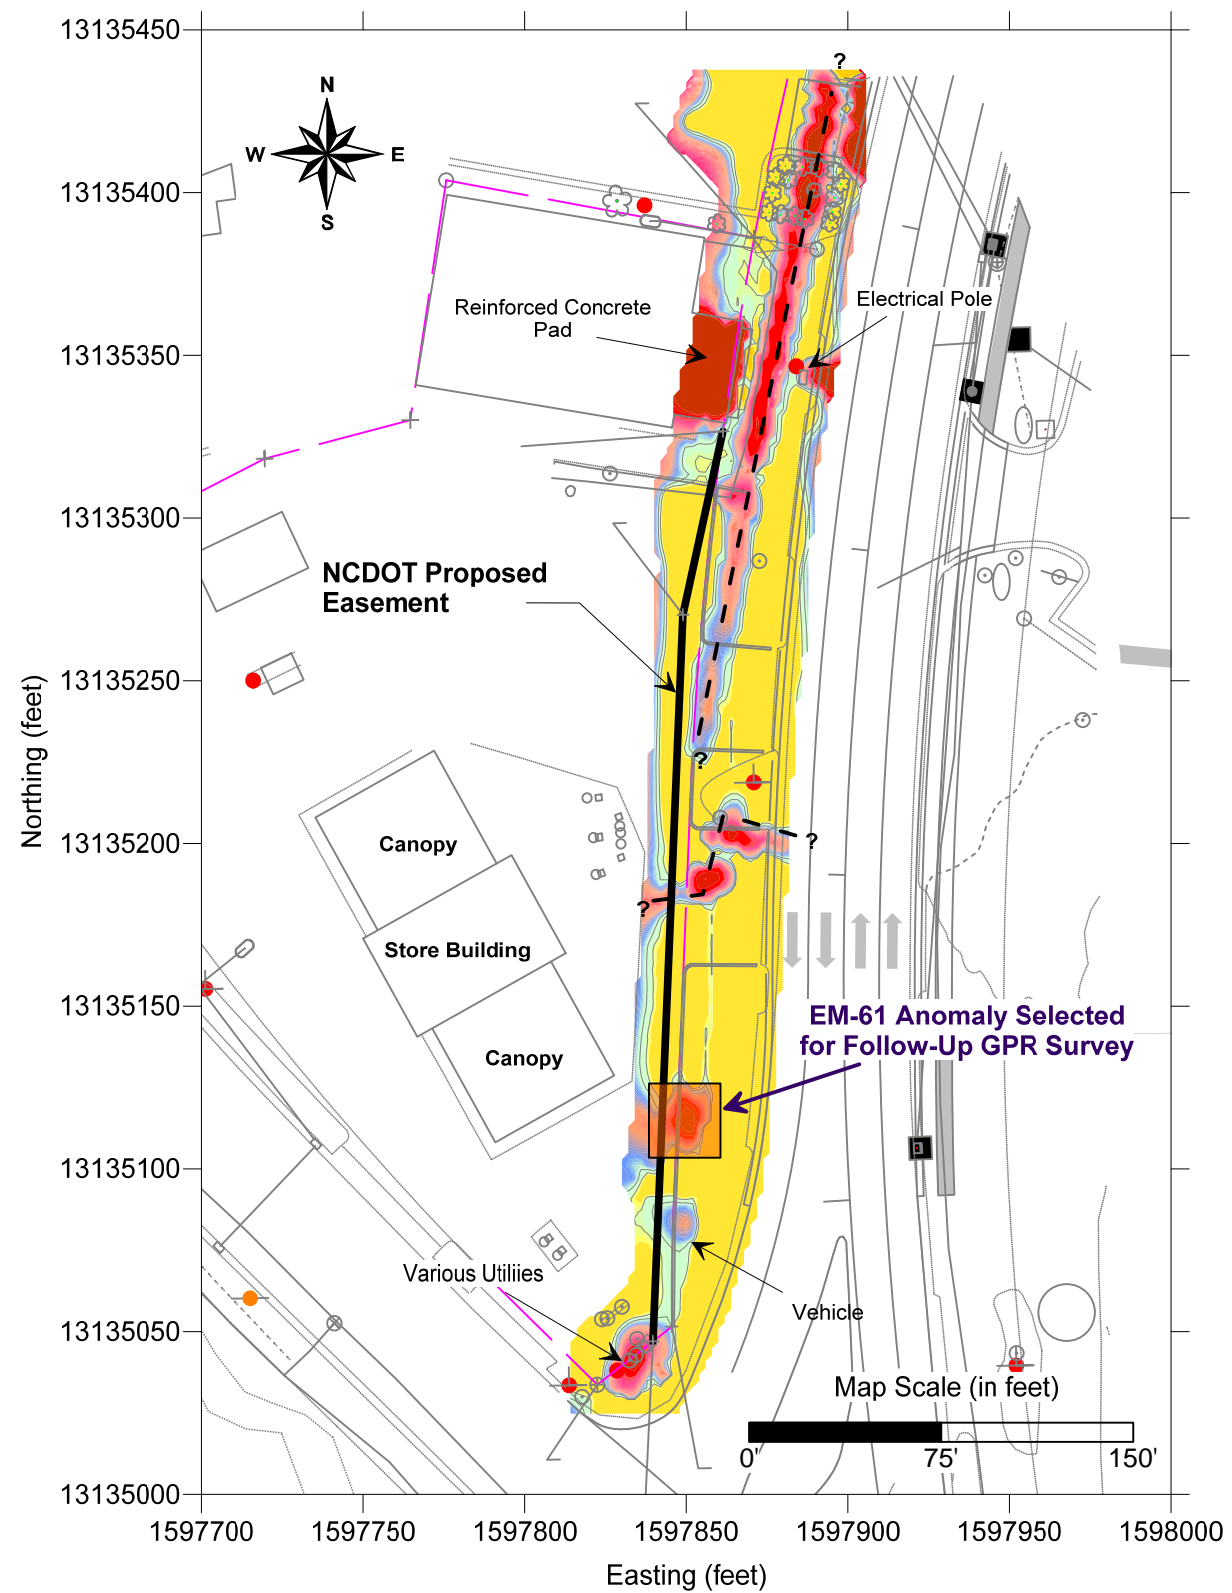 13135450
?
N
W
E
S
13135400
Electrical Pole
Reinforced Concrete
Pad
13135350
13135300
NCDOT Proposed
Easement
13135250
?
Northing (feet)
Canopy
?
13135200
?
Store Building
13135150
EM-61 Anomaly Selected
for Follow-Up GPR Survey
Canopy
13135100
Various Utiliies
Vehicle
13135050
Map Scale (in feet)
0'
75'
150'
13135000
1597700
1597750
1597800
1597850
1597900
1597950
1598000
Easting (feet)